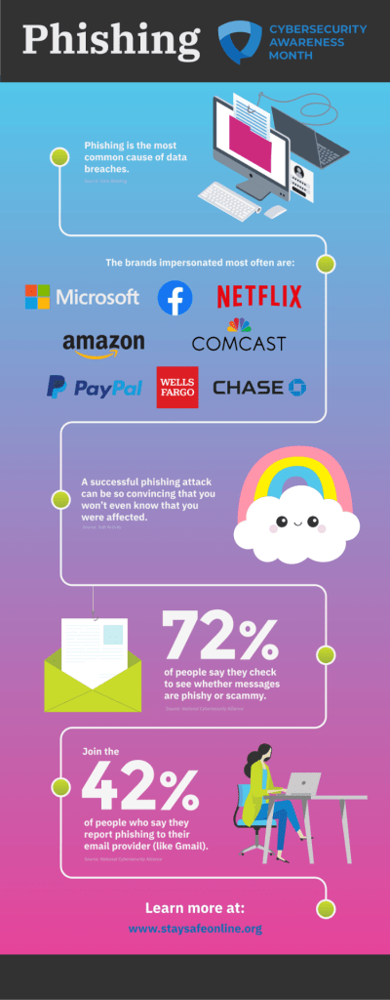 Phishing
CYBERSECURITY
AWARENESS
MONTH
Phishing is the most
common cause of data
breaches.
The brands impersonated most often are:
Microsoft
NETFLIX
amazon
COMCAST
PayPal
WELLS
FARGO
CHASE
A successful phishing attack
can be so convincing that you
won't even know that you
were affected.
72%
of people say they check
to see whether messages
are phishy or scammy.
Source: National Cybersecurity Alliance
Join the
42%
of people who say they
report phishing to their
email provider (like Gmail).
Source: National Cybersecurity Alliance
Learn more at:
www.staysafeonline.org